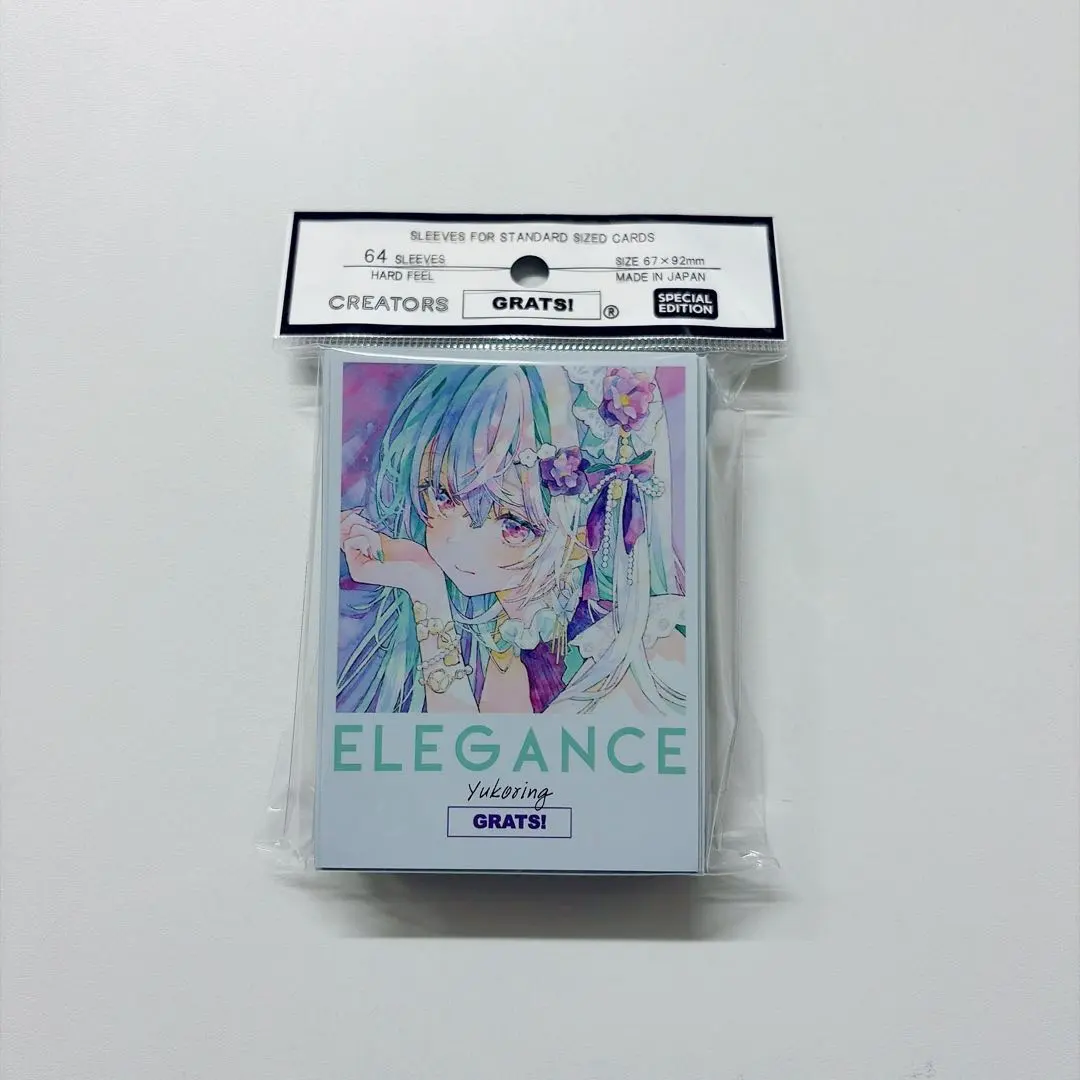 SLEEVES FOR STANDARD SIZED CARDS
64 SLEEVES
HARD FEEL
SIZE 67×92mm
MADE IN JAPAN
CREATORS GRATS! ®
SPECIAL
EDITION
ELEGANCE
Yukoring
GRATS!